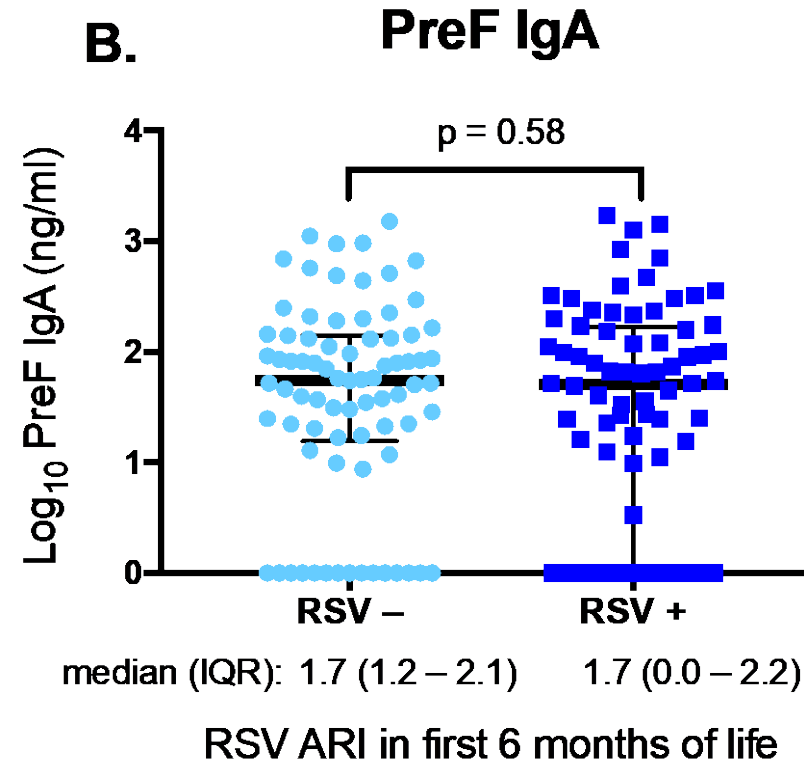 B.
PreF IgA
p = 0.58
Log₁₀ PreF IgA (ng/ml)
4
3
2
1
0
RSV –
RSV +
median (IQR): 1.7 (1.2 – 2.1)
1.7 (0.0 – 2.2)
RSV ARI in first 6 months of life